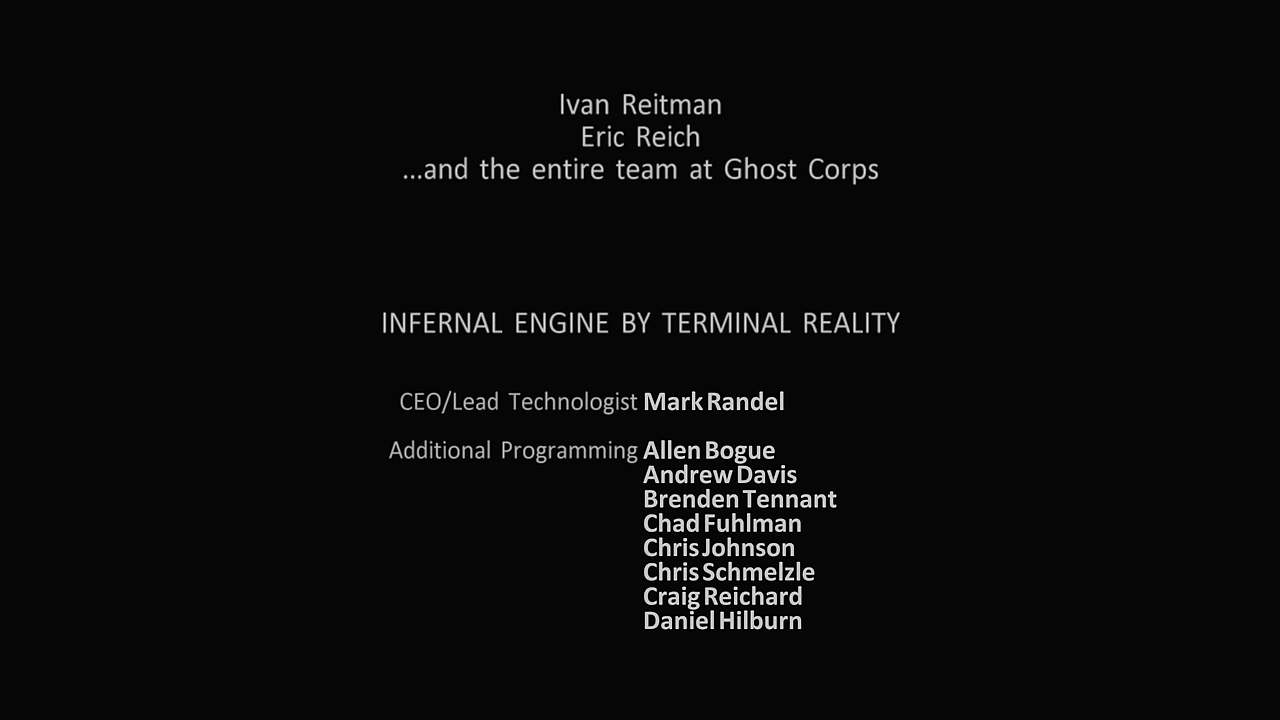 Ivan Reitman
Eric Reich
...and the entire team at Ghost Corps
INFERNAL ENGINE BY TERMINAL REALITY
CEO/Lead Technologist Mark Randel
Additional Programming Allen Bogue
Andrew Davis
Brenden Tennant
Chad Fuhlman
Chris Johnson
Chris Schmelzle
Craig Reichard
Daniel Hilburn